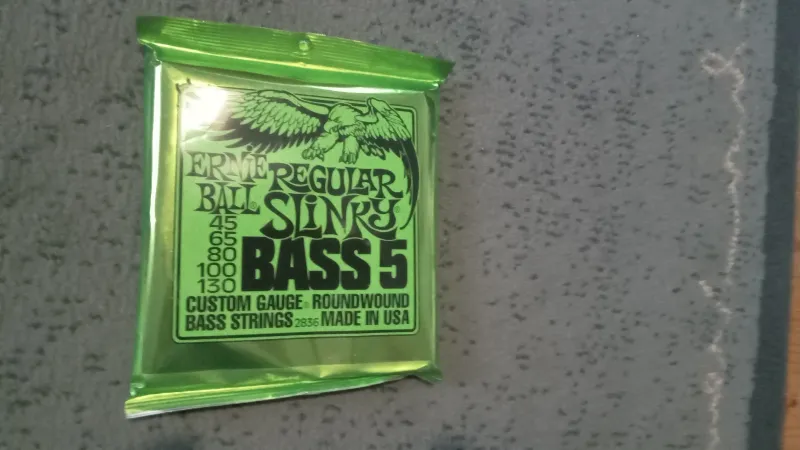 ERNIE BALL®
REGULAR SLINKY®
45
65
80
100
130
BASS 5
CUSTOM GAUGE® ROUNDWOUND
BASS STRINGS 2836 MADE IN USA